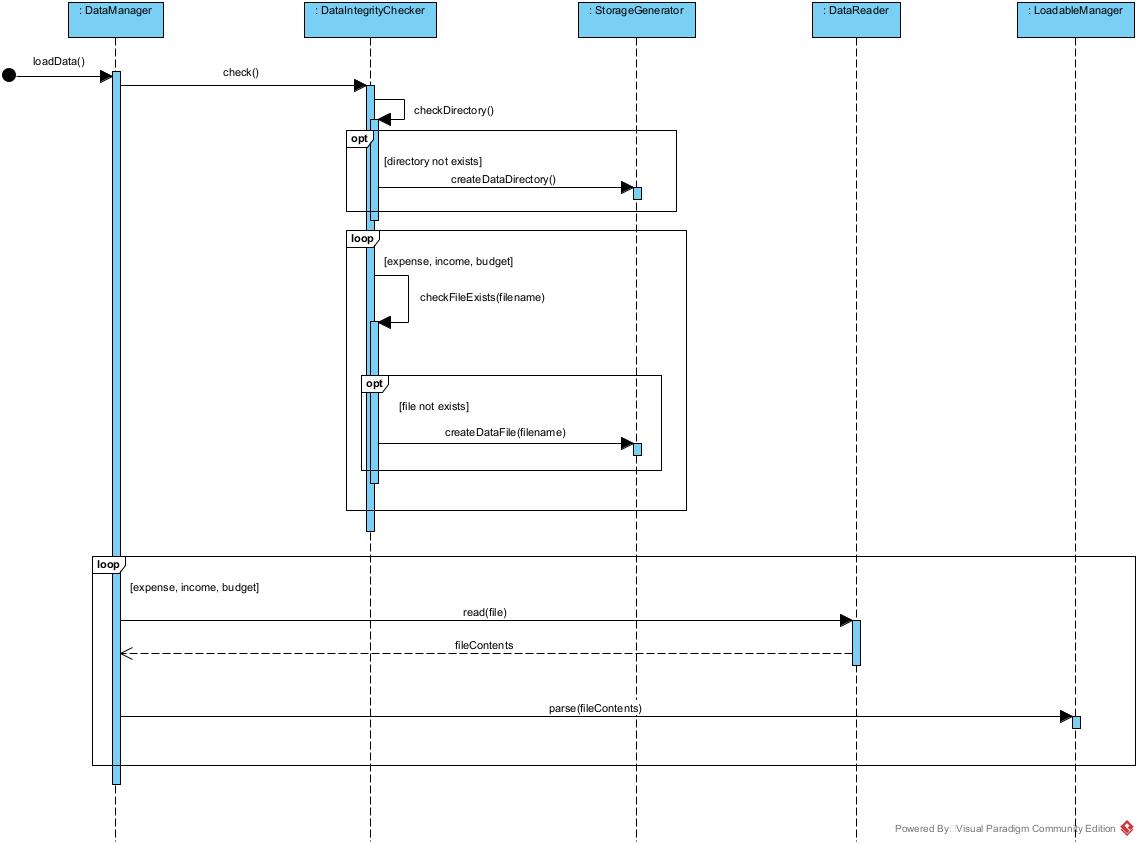 : DataManager
: DataIntegrityChecker
: StorageGenerator
: DataReader
: LoadableManager
loadData()
check()
checkDirectory()
opt
[directory not exists]
createDataDirectory()
loop
[expense, income, budget]
checkFileExists(filename)
opt
[file not exists]
createDataFile(filename)
loop
[expense, income, budget]
read(file)
fileContents
parse(fileContents)
Powered By□Visual Paradigm Community Edition